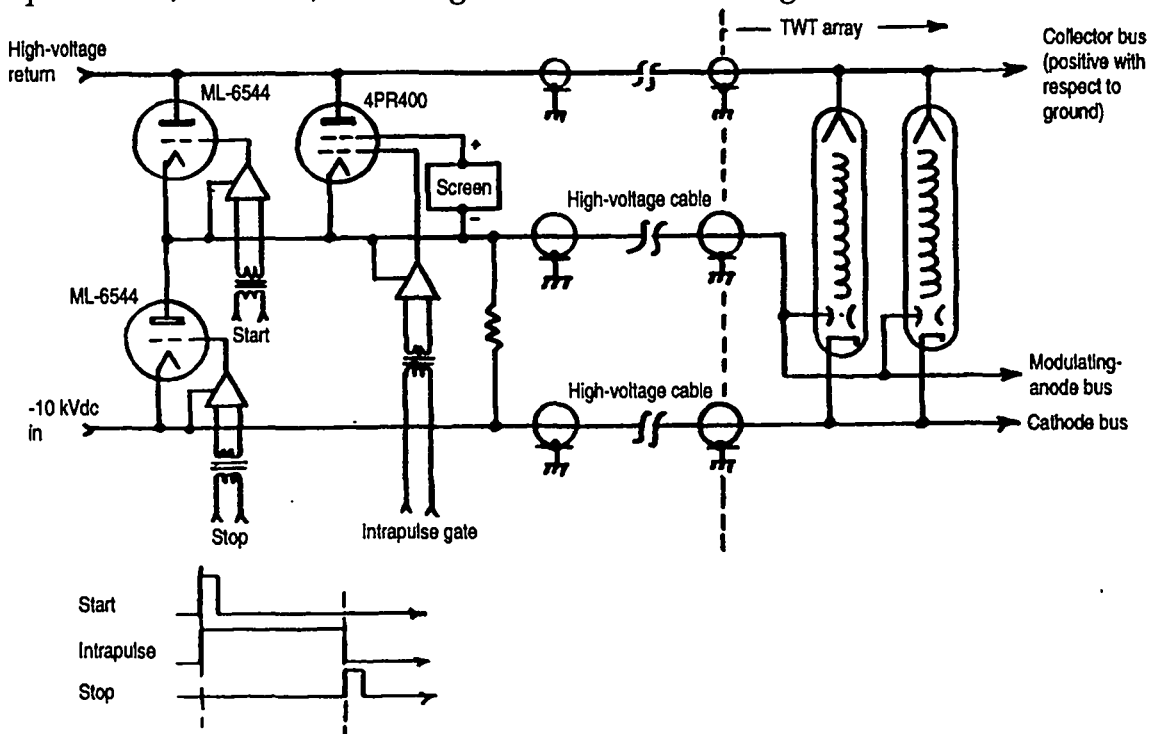 High-voltage
return
ML-6544
4PR400
TWT array
Collector bus
(positive with
respect to
ground)
+
Screen
-
High-voltage cable
ML-6544
Start
Modulating-
anode bus
-10 kVdc
in
High-voltage cable
Cathode bus
Stop
Intrapulse gate
Start
Intrapulse
Stop